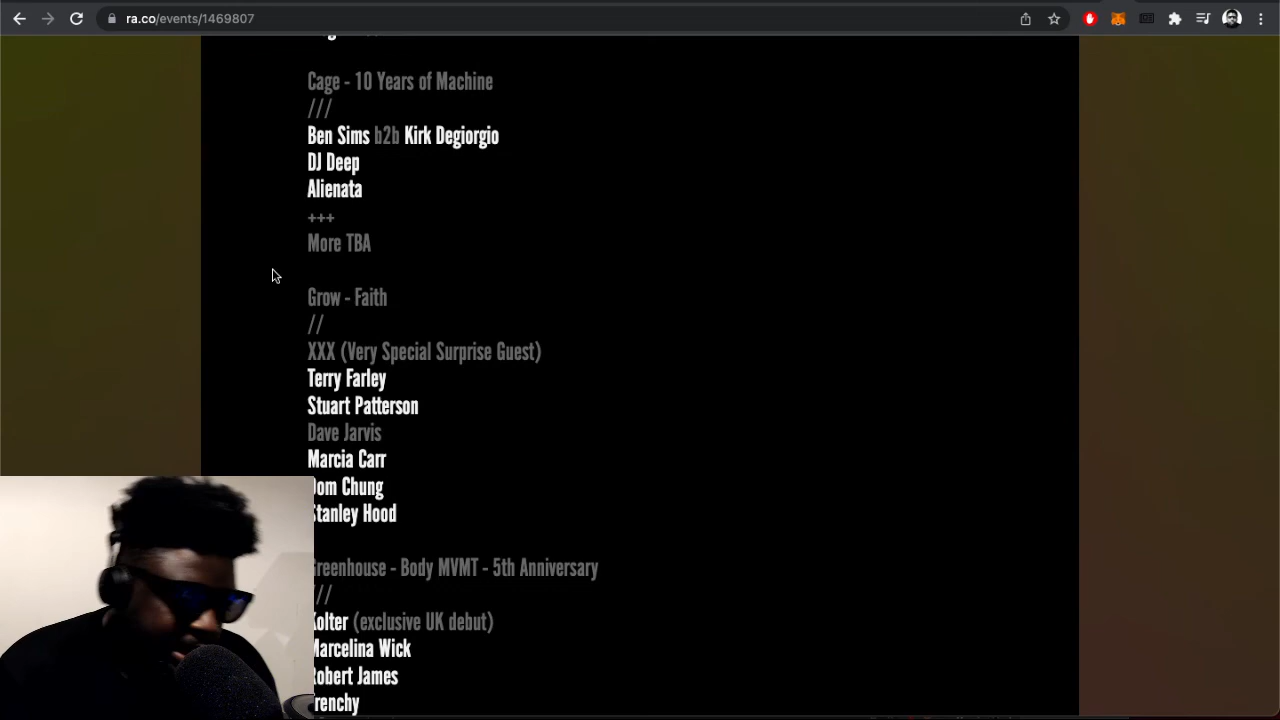 ra.co/events/1469807
Cage - 10 Years of Machine
///
Ben Sims b2b Kirk Degiorgio
DJ Deep
Alienata
+++
More TBA
Grow - Faith
//
XXX (Very Special Surprise Guest)
Terry Farley
Stuart Patterson
Dave Jarvis
Marcia Carr
Dom Chung
Stanley Hood
Greenhouse - Body MVMT - 5th Anniversary
///
Kolter (exclusive UK debut)
Marcelina Wick
Robert James
Frenchy